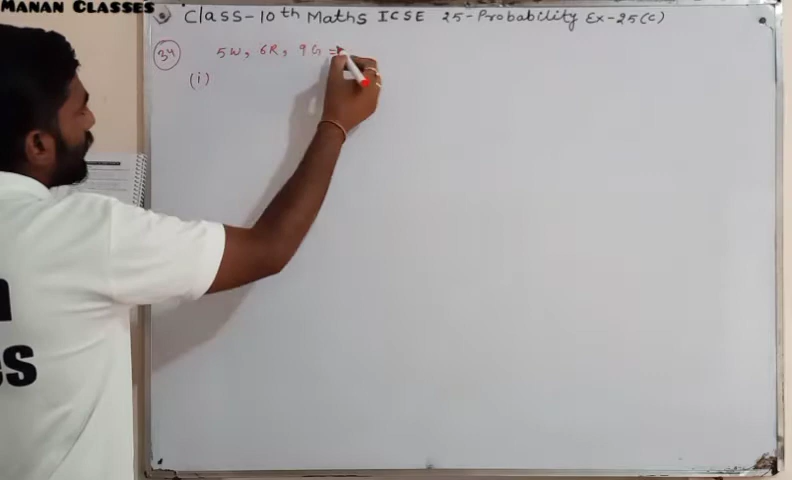 MANAN CLASSES
Class-10th Maths ICSE 25-Probability Ex-25(C)
34 5W, 6R, 9G =
(i)